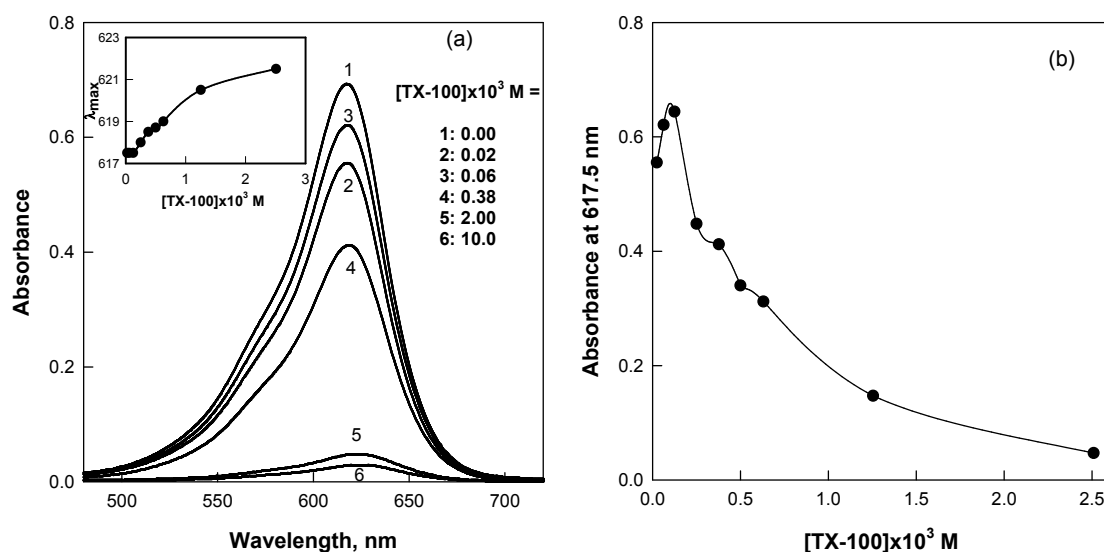 (a)
[TX-100]x10³ M =
1: 0.00
2: 0.02
3: 0.06
4: 0.38
5: 2.00
6: 10.0
1
3
2
4
5
6
Absorbance
0.8
0.6
0.4
0.2
0.0
500 550 600 650 700
Wavelength, nm
λmax
623
621
619
617
0 1 2 3
[TX-100]x10³ M
(b)
Absorbance at 617.5 nm
0.8
0.6
0.4
0.2
0.0
0.0 0.5 1.0 1.5 2.0 2.5
[TX-100]x10³ M